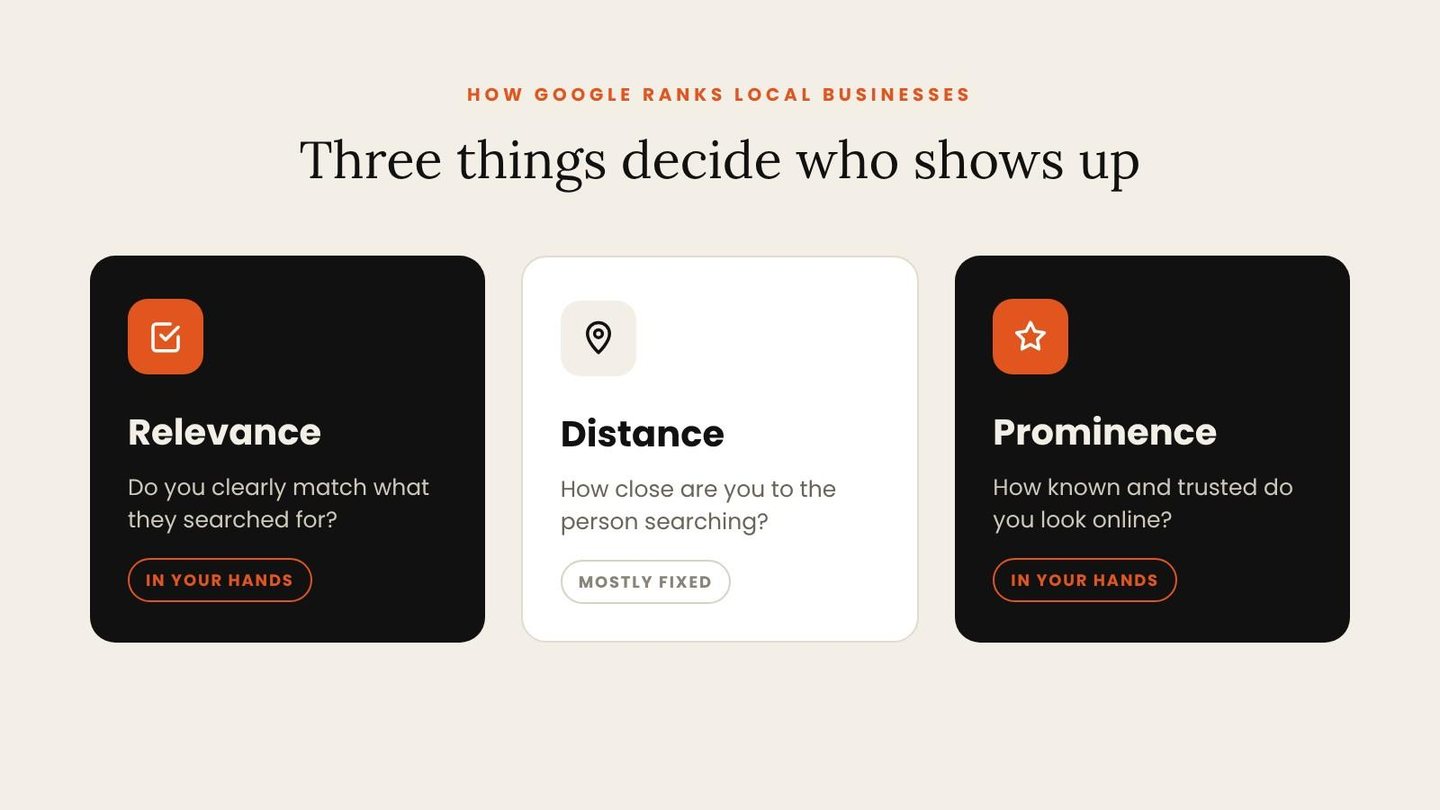 HOW GOOGLE RANKS LOCAL BUSINESSES
Three things decide who shows up
Relevance
Do you clearly match what
they searched for?
IN YOUR HANDS
Distance
How close are you to the
person searching?
MOSTLY FIXED
Prominence
How known and trusted do
you look online?
IN YOUR HANDS